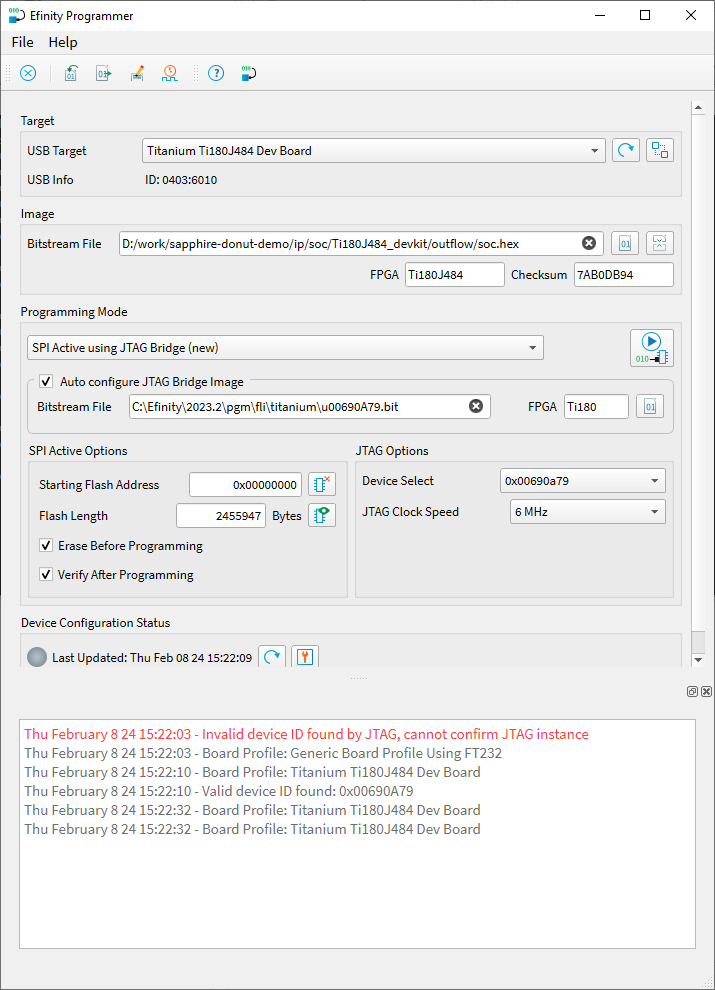 Efinity Programmer
File Help
Target
USB Target Titanium Ti180J484 Dev Board
USB Info ID: 0403:6010
Image
Bitstream File D:/work/sapphire-donut-demo/ip/soc/Ti180J484_devkit/outflow/soc.hex
FPGA Ti180J484 Checksum 7AB0DB94
Programming Mode
SPI Active using JTAG Bridge (new)
Auto configure JTAG Bridge Image
Bitstream File C:\Efinity\2023.2\pgm\fli\titanium\u00690A79.bit FPGA Ti180
SPI Active Options JTAG Options
Starting Flash Address 0x00000000 Device Select 0x00690a79
Flash Length 2455947 Bytes JTAG Clock Speed 6 MHz
Erase Before Programming
Verify After Programming
Device Configuration Status
Last Updated: Thu Feb 08 24 15:22:09
Thu February 8 24 15:22:03 - Invalid device ID found by JTAG, cannot confirm JTAG instance
Thu February 8 24 15:22:03 - Board Profile: Generic Board Profile Using FT232
Thu February 8 24 15:22:10 - Board Profile: Titanium Ti180J484 Dev Board
Thu February 8 24 15:22:10 - Valid device ID found: 0x00690A79
Thu February 8 24 15:22:32 - Board Profile: Titanium Ti180J484 Dev Board
Thu February 8 24 15:22:32 - Board Profile: Titanium Ti180J484 Dev Board